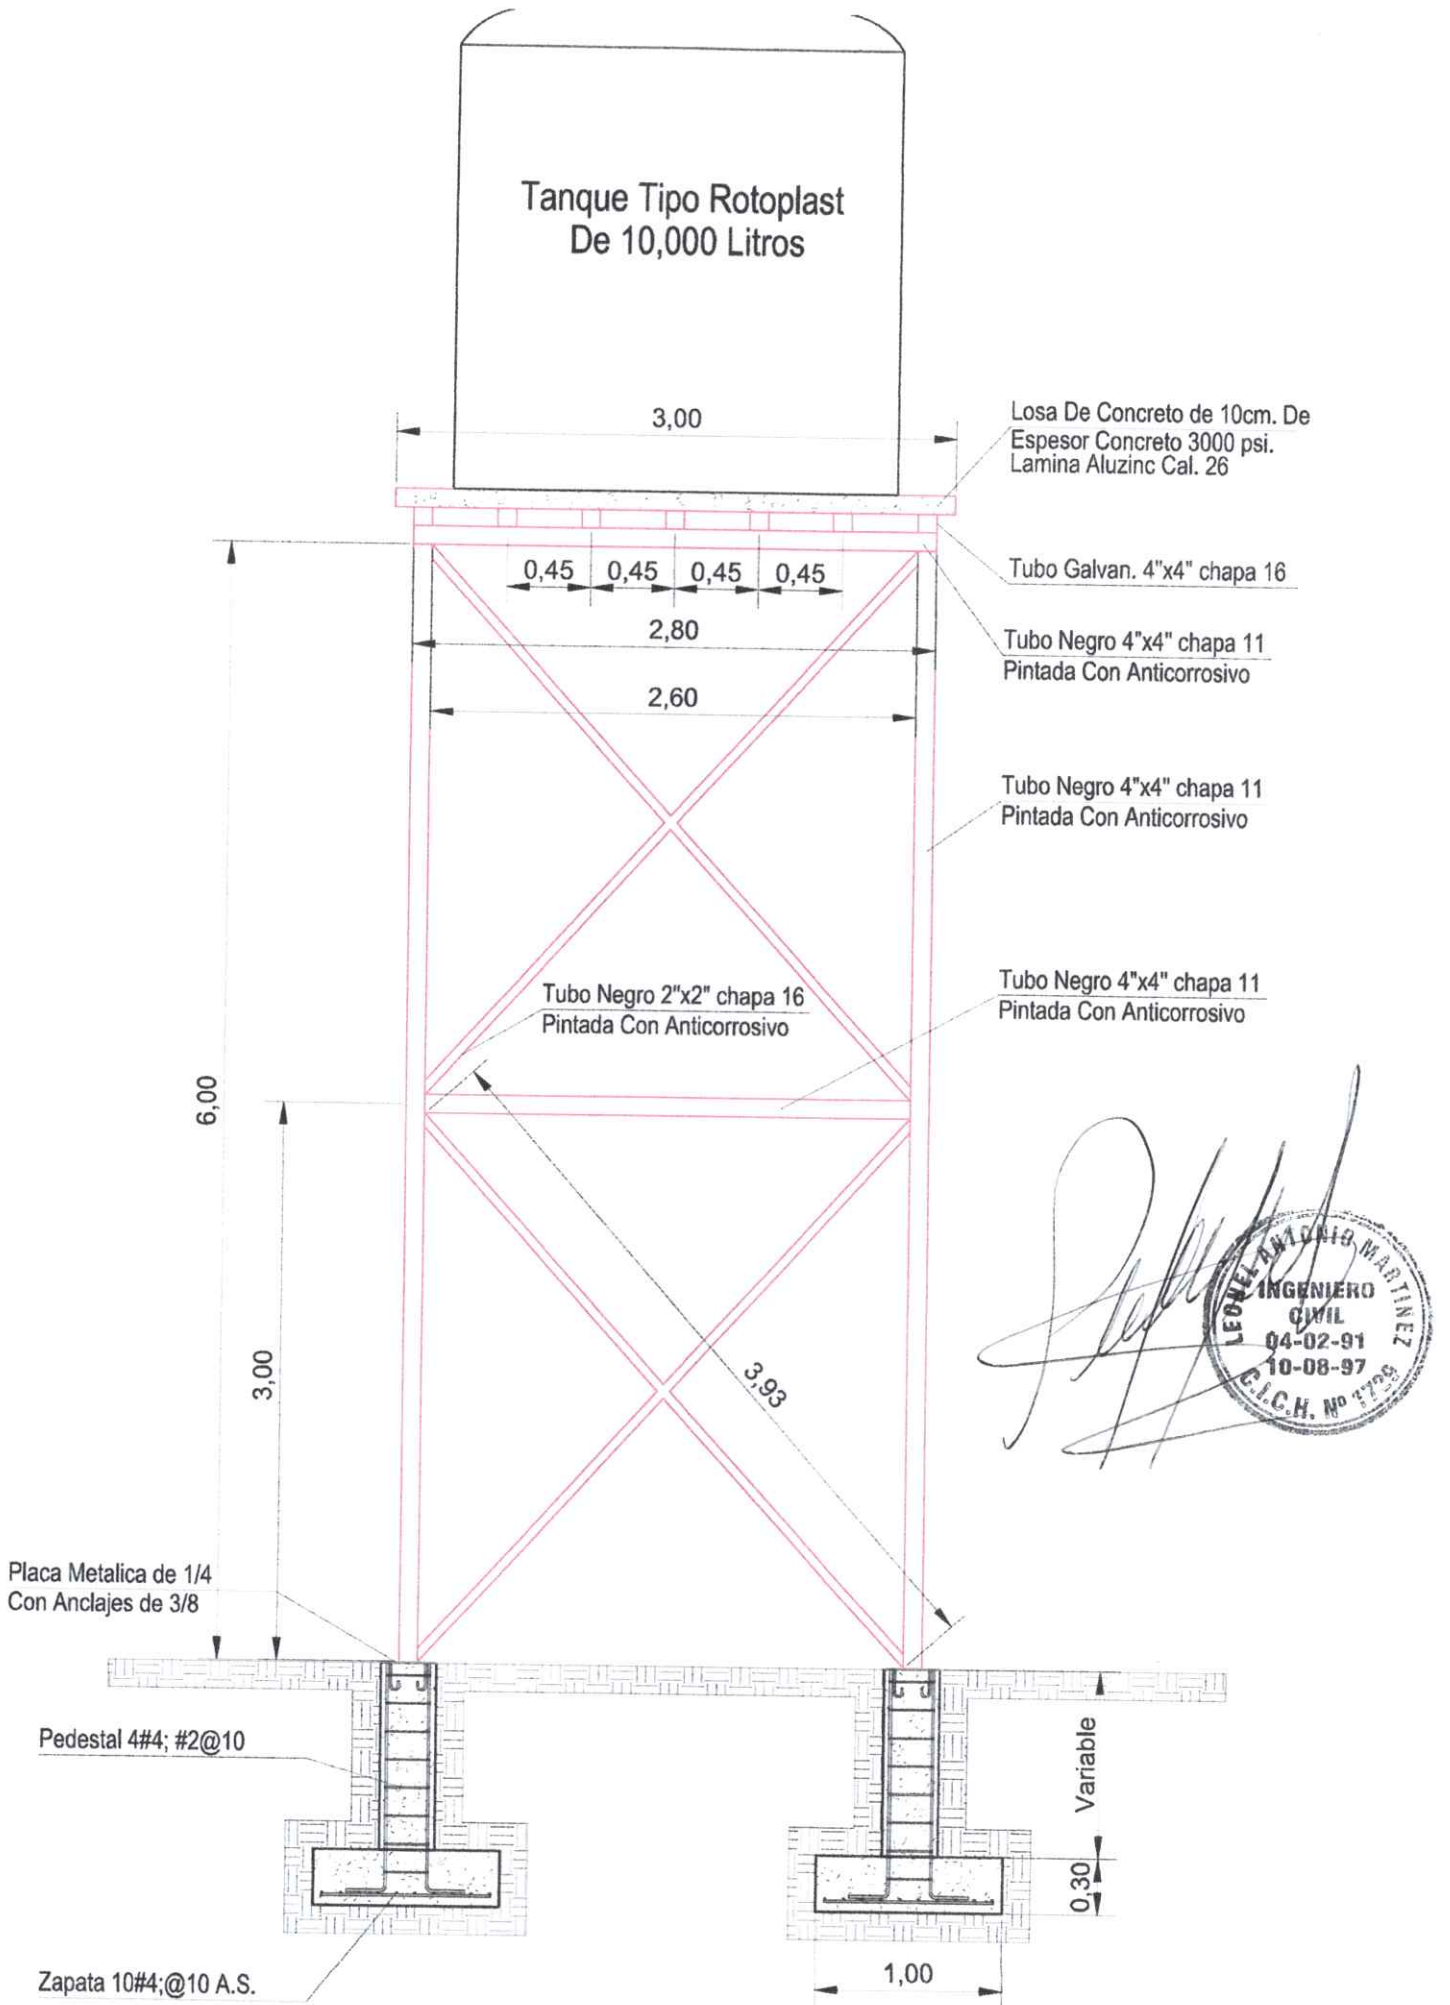 Tanque Tipo Rotoplast
De 10,000 Litros
3,00
Losa De Concreto de 10cm. De
Espesor Concreto 3000 psi.
Lamina Aluzinc Cal. 26
0,45 0,45 0,45 0,45
Tubo Galvan. 4"x4" chapa 16
2,80
Tubo Negro 4"x4" chapa 11
Pintada Con Anticorrosivo
2,60
Tubo Negro 4"x4" chapa 11
Pintada Con Anticorrosivo
Tubo Negro 2"x2" chapa 16
Pintada Con Anticorrosivo
Tubo Negro 4"x4" chapa 11
Pintada Con Anticorrosivo
6,00
3,00
3,93
LEONEL ANTONIO MARTINEZ
INGENIERO
CIVIL
04-02-91
10-08-97
C.I.C.H. Nº
Placa Metalica de 1/4
Con Anclajes de 3/8
Pedestal 4#4; #2@10
Variable
0,30
Zapata 10#4;@10 A.S.
1,00